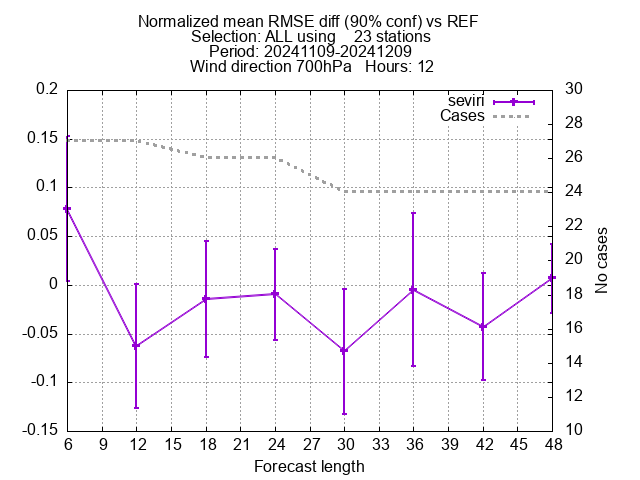 Normalized mean RMSE diff (90% conf) vs REF
Selection: ALL using    23 stations
Period: 20241109-20241209
Wind direction 700hPa   Hours: 12
seviri
Cases
0.2
0.15
0.1
0.05
0
-0.05
-0.1
-0.15
30
28
26
24
22
20
18
16
14
12
10
No cases
6 9 12 15 18 21 24 27 30 33 36 39 42 45 48
Forecast length